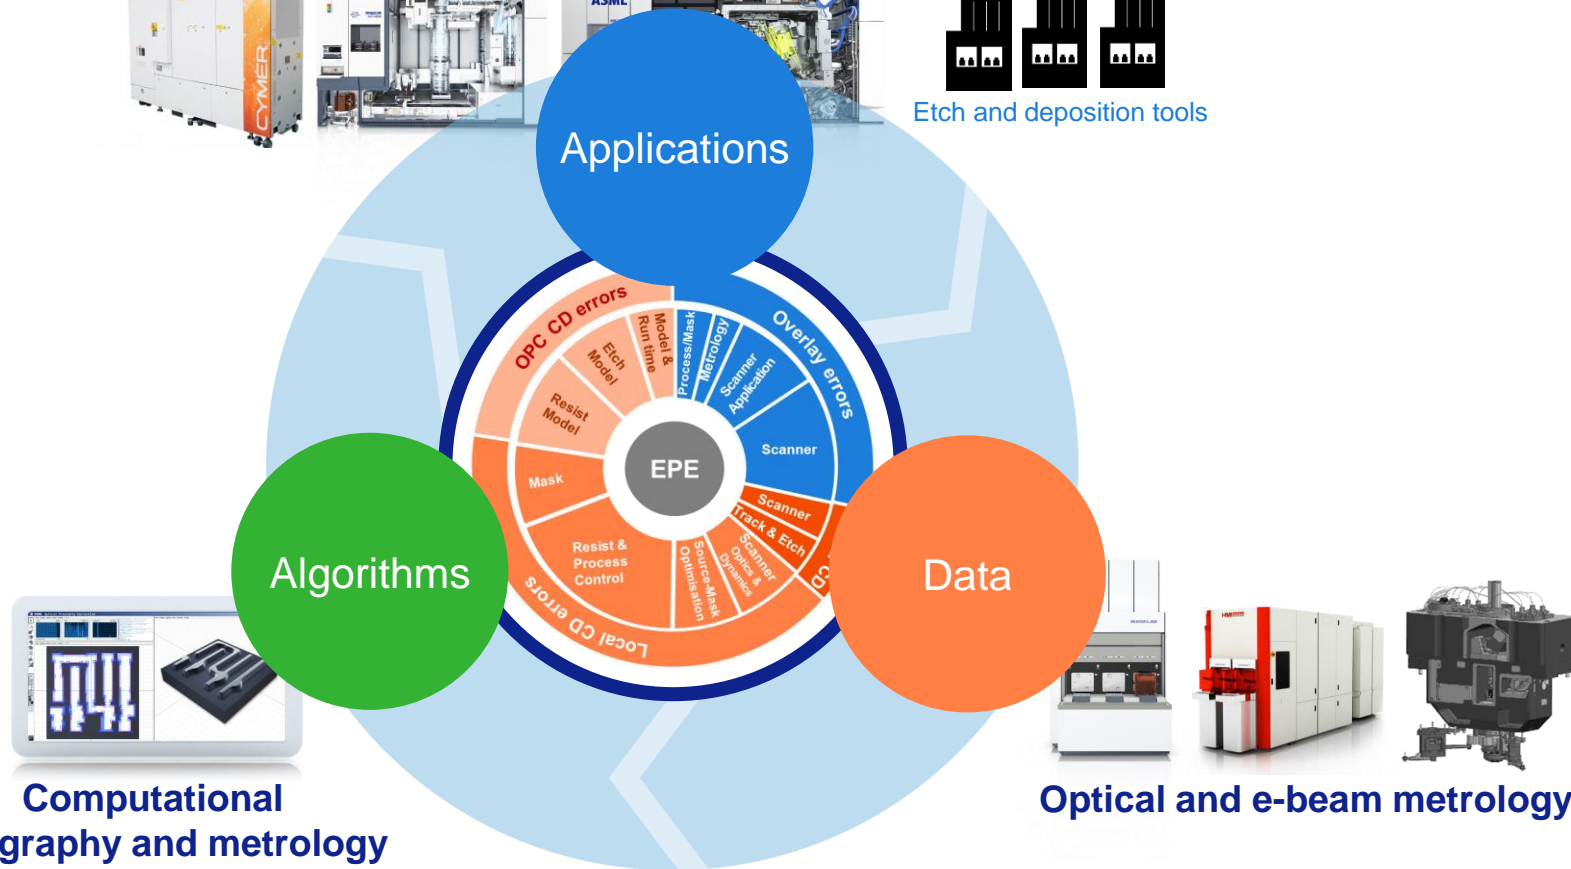 ASML
CYMER
Etch and deposition tools
Applications
OPC CD errors
Overlay errors
Model &
Run time
Process/Mask
Metrology
Scanner
Application
Etch
Model
Resist
Model
Scanner
EPE
Mask
Scanner
Track & Etch
Resist &
Process
Control
Source-Mask
Optimisation
Scanner
Optics &
Dynamics
CD
Local CD errors
Algorithms
Data
HMI
Computational
graphy and metrology
Optical and e-beam metrology